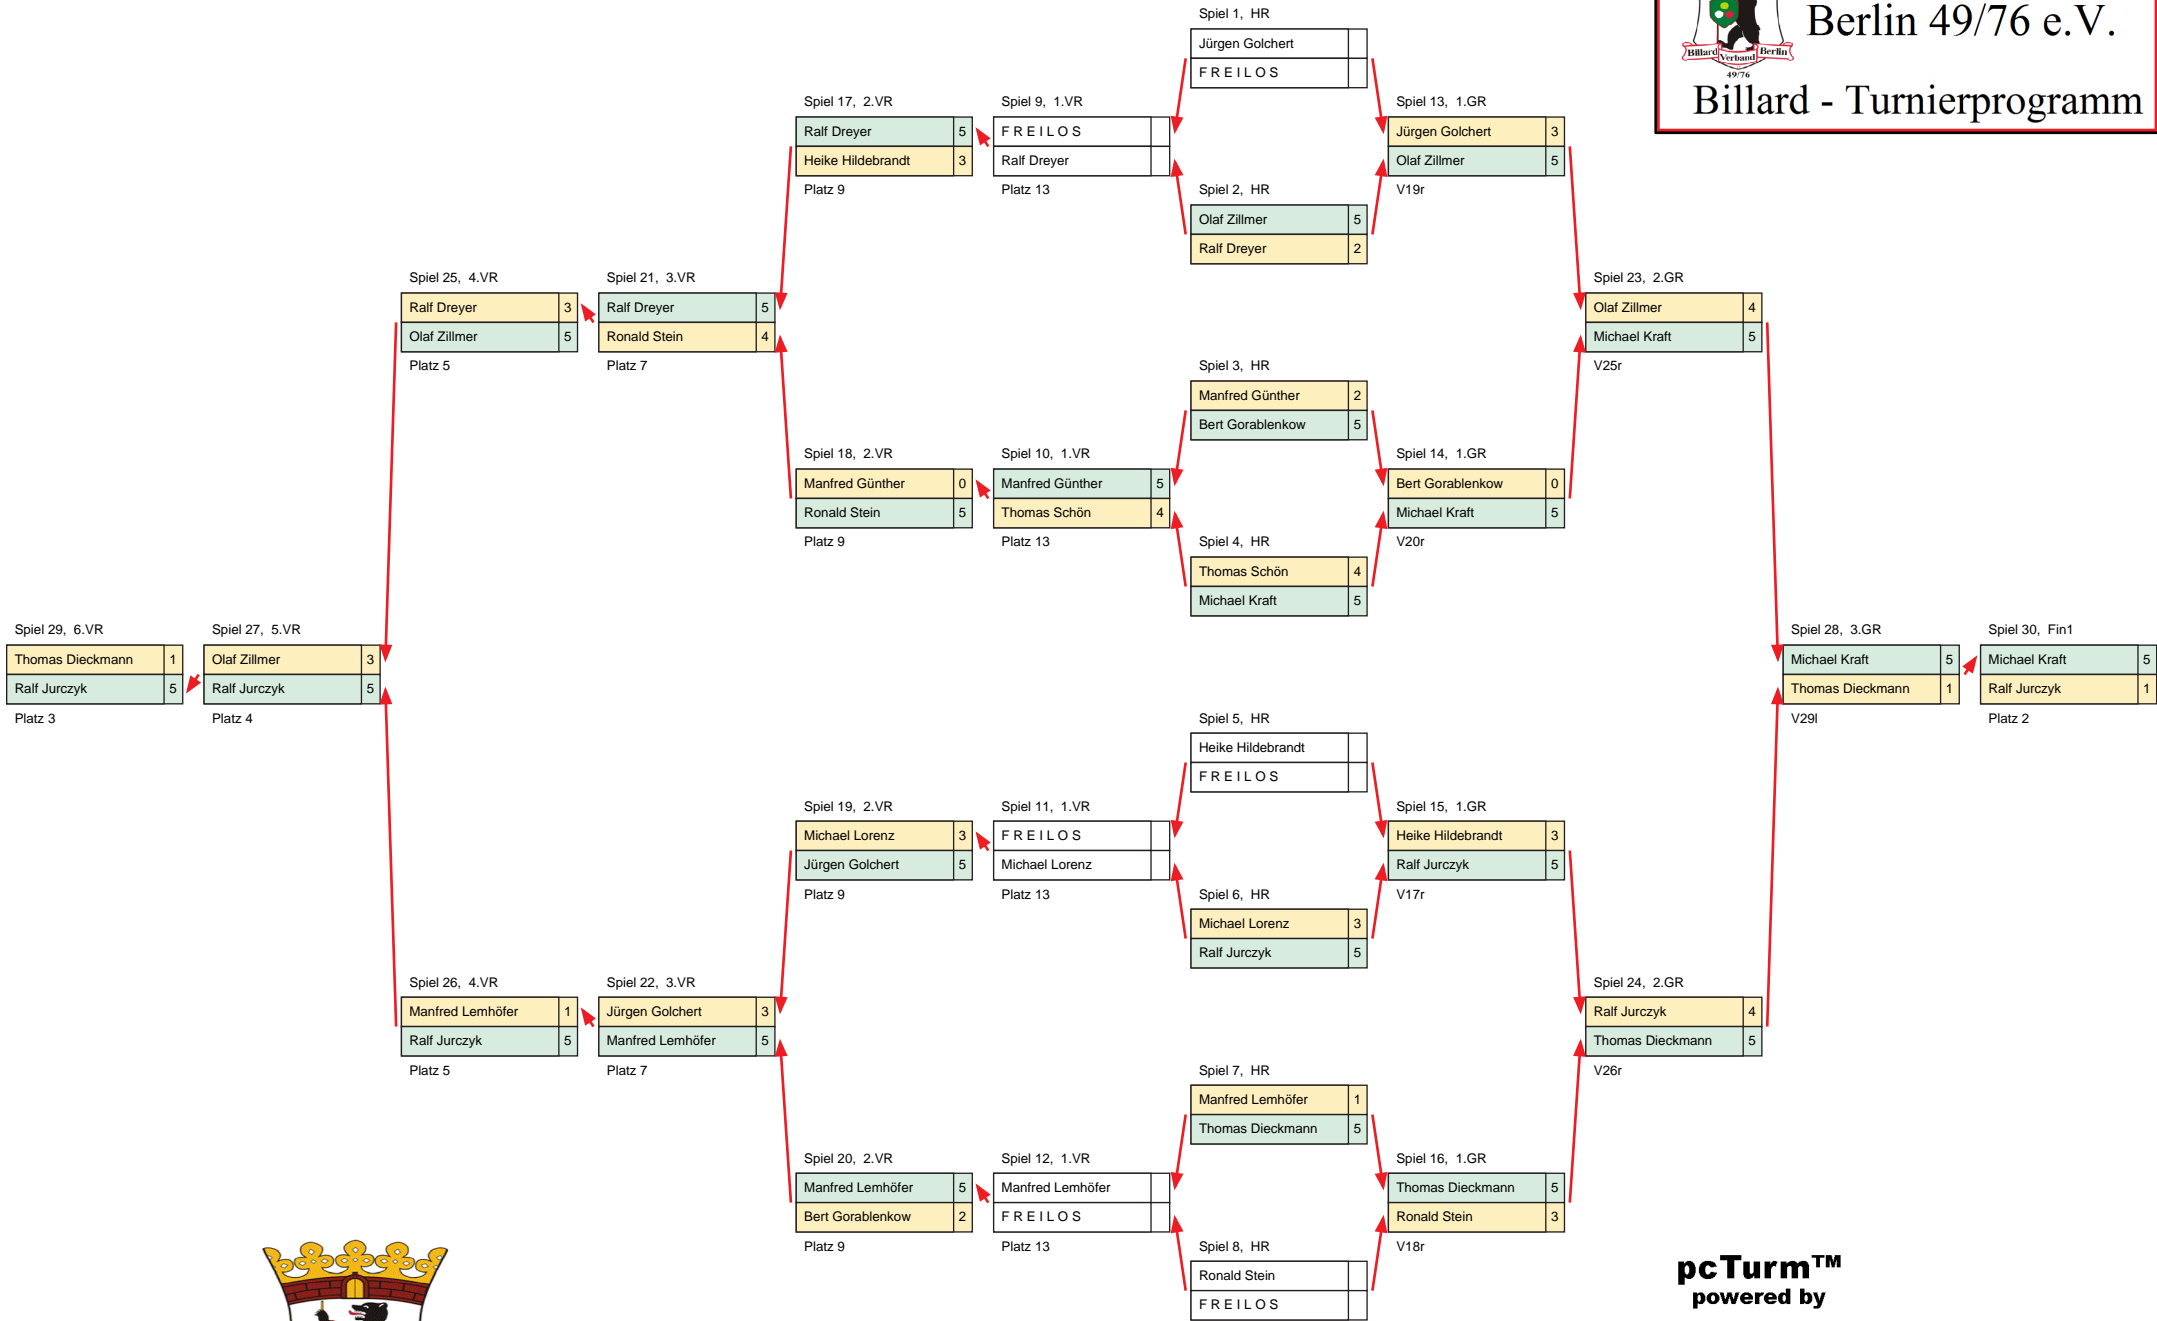 Berlin 49/76 e.V.
Billard - Turnierprogramm
Billard Verband Berlin
49/76
Spiel 1, HR
Jürgen Golchert
F R E I L O S
Spiel 17, 2.VR
Ralf Dreyer 5
Heike Hildebrandt 3
Platz 9
Spiel 9, 1.VR
F R E I L O S
Ralf Dreyer
Platz 13
Spiel 13, 1.GR
Jürgen Golchert 3
Olaf Zillmer 5
V19r
Spiel 2, HR
Olaf Zillmer 5
Ralf Dreyer 2
Spiel 25, 4.VR
Ralf Dreyer 3
Olaf Zillmer 5
Platz 5
Spiel 21, 3.VR
Ralf Dreyer 5
Ronald Stein 4
Platz 7
Spiel 23, 2.GR
Olaf Zillmer 4
Michael Kraft 5
V25r
Spiel 3, HR
Manfred Günther 2
Bert Gorablenkow 5
Spiel 18, 2.VR
Manfred Günther 0
Ronald Stein 5
Platz 9
Spiel 10, 1.VR
Manfred Günther 5
Thomas Schön 4
Platz 13
Spiel 14, 1.GR
Bert Gorablenkow 0
Michael Kraft 5
V20r
Spiel 4, HR
Thomas Schön 4
Michael Kraft 5
Spiel 29, 6.VR
Thomas Dieckmann 1
Ralf Jurczyk 5
Platz 3
Spiel 27, 5.VR
Olaf Zillmer 3
Ralf Jurczyk 5
Platz 4
Spiel 28, 3.GR
Michael Kraft 5
Thomas Dieckmann 1
V29l
Spiel 30, Fin1
Michael Kraft 5
Ralf Jurczyk 1
Platz 2
Spiel 5, HR
Heike Hildebrandt
F R E I L O S
Spiel 19, 2.VR
Michael Lorenz 3
Jürgen Golchert 5
Platz 9
Spiel 11, 1.VR
F R E I L O S
Michael Lorenz
Platz 13
Spiel 15, 1.GR
Heike Hildebrandt 3
Ralf Jurczyk 5
V17r
Spiel 6, HR
Michael Lorenz 3
Ralf Jurczyk 5
Spiel 26, 4.VR
Manfred Lemhöfer 1
Ralf Jurczyk 5
Platz 5
Spiel 22, 3.VR
Jürgen Golchert 3
Manfred Lemhöfer 5
Platz 7
Spiel 24, 2.GR
Ralf Jurczyk 4
Thomas Dieckmann 5
V26r
Spiel 7, HR
Manfred Lemhöfer 1
Thomas Dieckmann 5
Spiel 20, 2.VR
Manfred Lemhöfer 5
Bert Gorablenkow 2
Platz 9
Spiel 12, 1.VR
Manfred Lemhöfer
F R E I L O S
Platz 13
Spiel 16, 1.GR
Thomas Dieckmann 5
Ronald Stein 3
V18r
Spiel 8, HR
Ronald Stein
F R E I L O S
pcTurm™
powered by